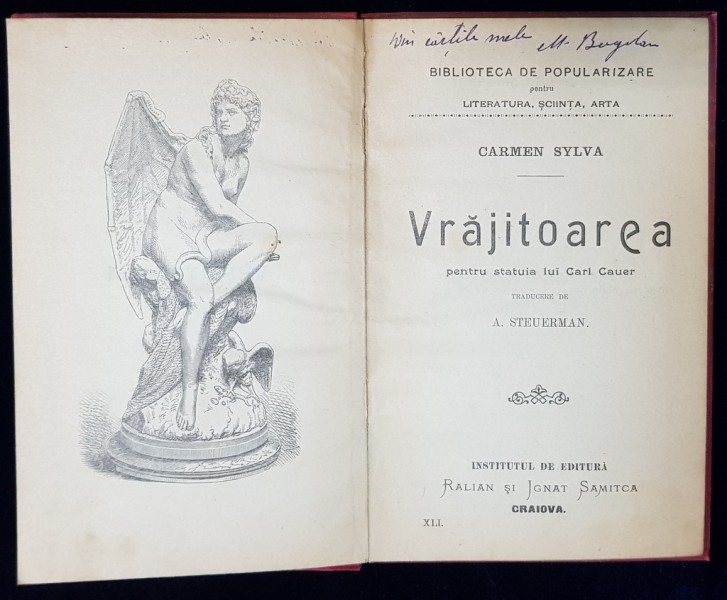 Din cărțile mele M. Bogdan
BIBLIOTECA DE POPULARIZARE
pentru
LITERATURA, ȘCIINȚA, ARTA
CARMEN SYLVA
Vrăjitoarea
pentru statuia luĭ Carl Cauer
TRADUCERE DE
A. STEUERMAN.
INSTITUTUL DE EDITURĂ
RALIAN ȘI IGNAT SAMITCA
CRAIOVA.
XLI.